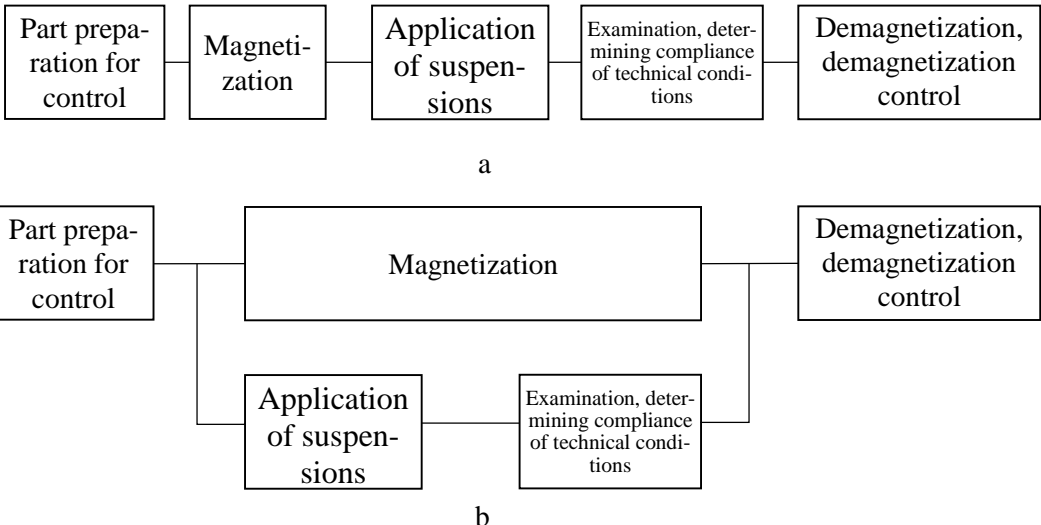 Part prepa-
ration for
control
Magneti-
zation
Application
of suspen-
sions
Examination, deter-
mining compliance
of technical condi-
tions
Demagnetization,
demagnetization
control
a
Part prepa-
ration for
control
Magnetization
Demagnetization,
demagnetization
control
Application
of suspen-
sions
Examination, deter-
mining compliance
of technical condi-
tions
b